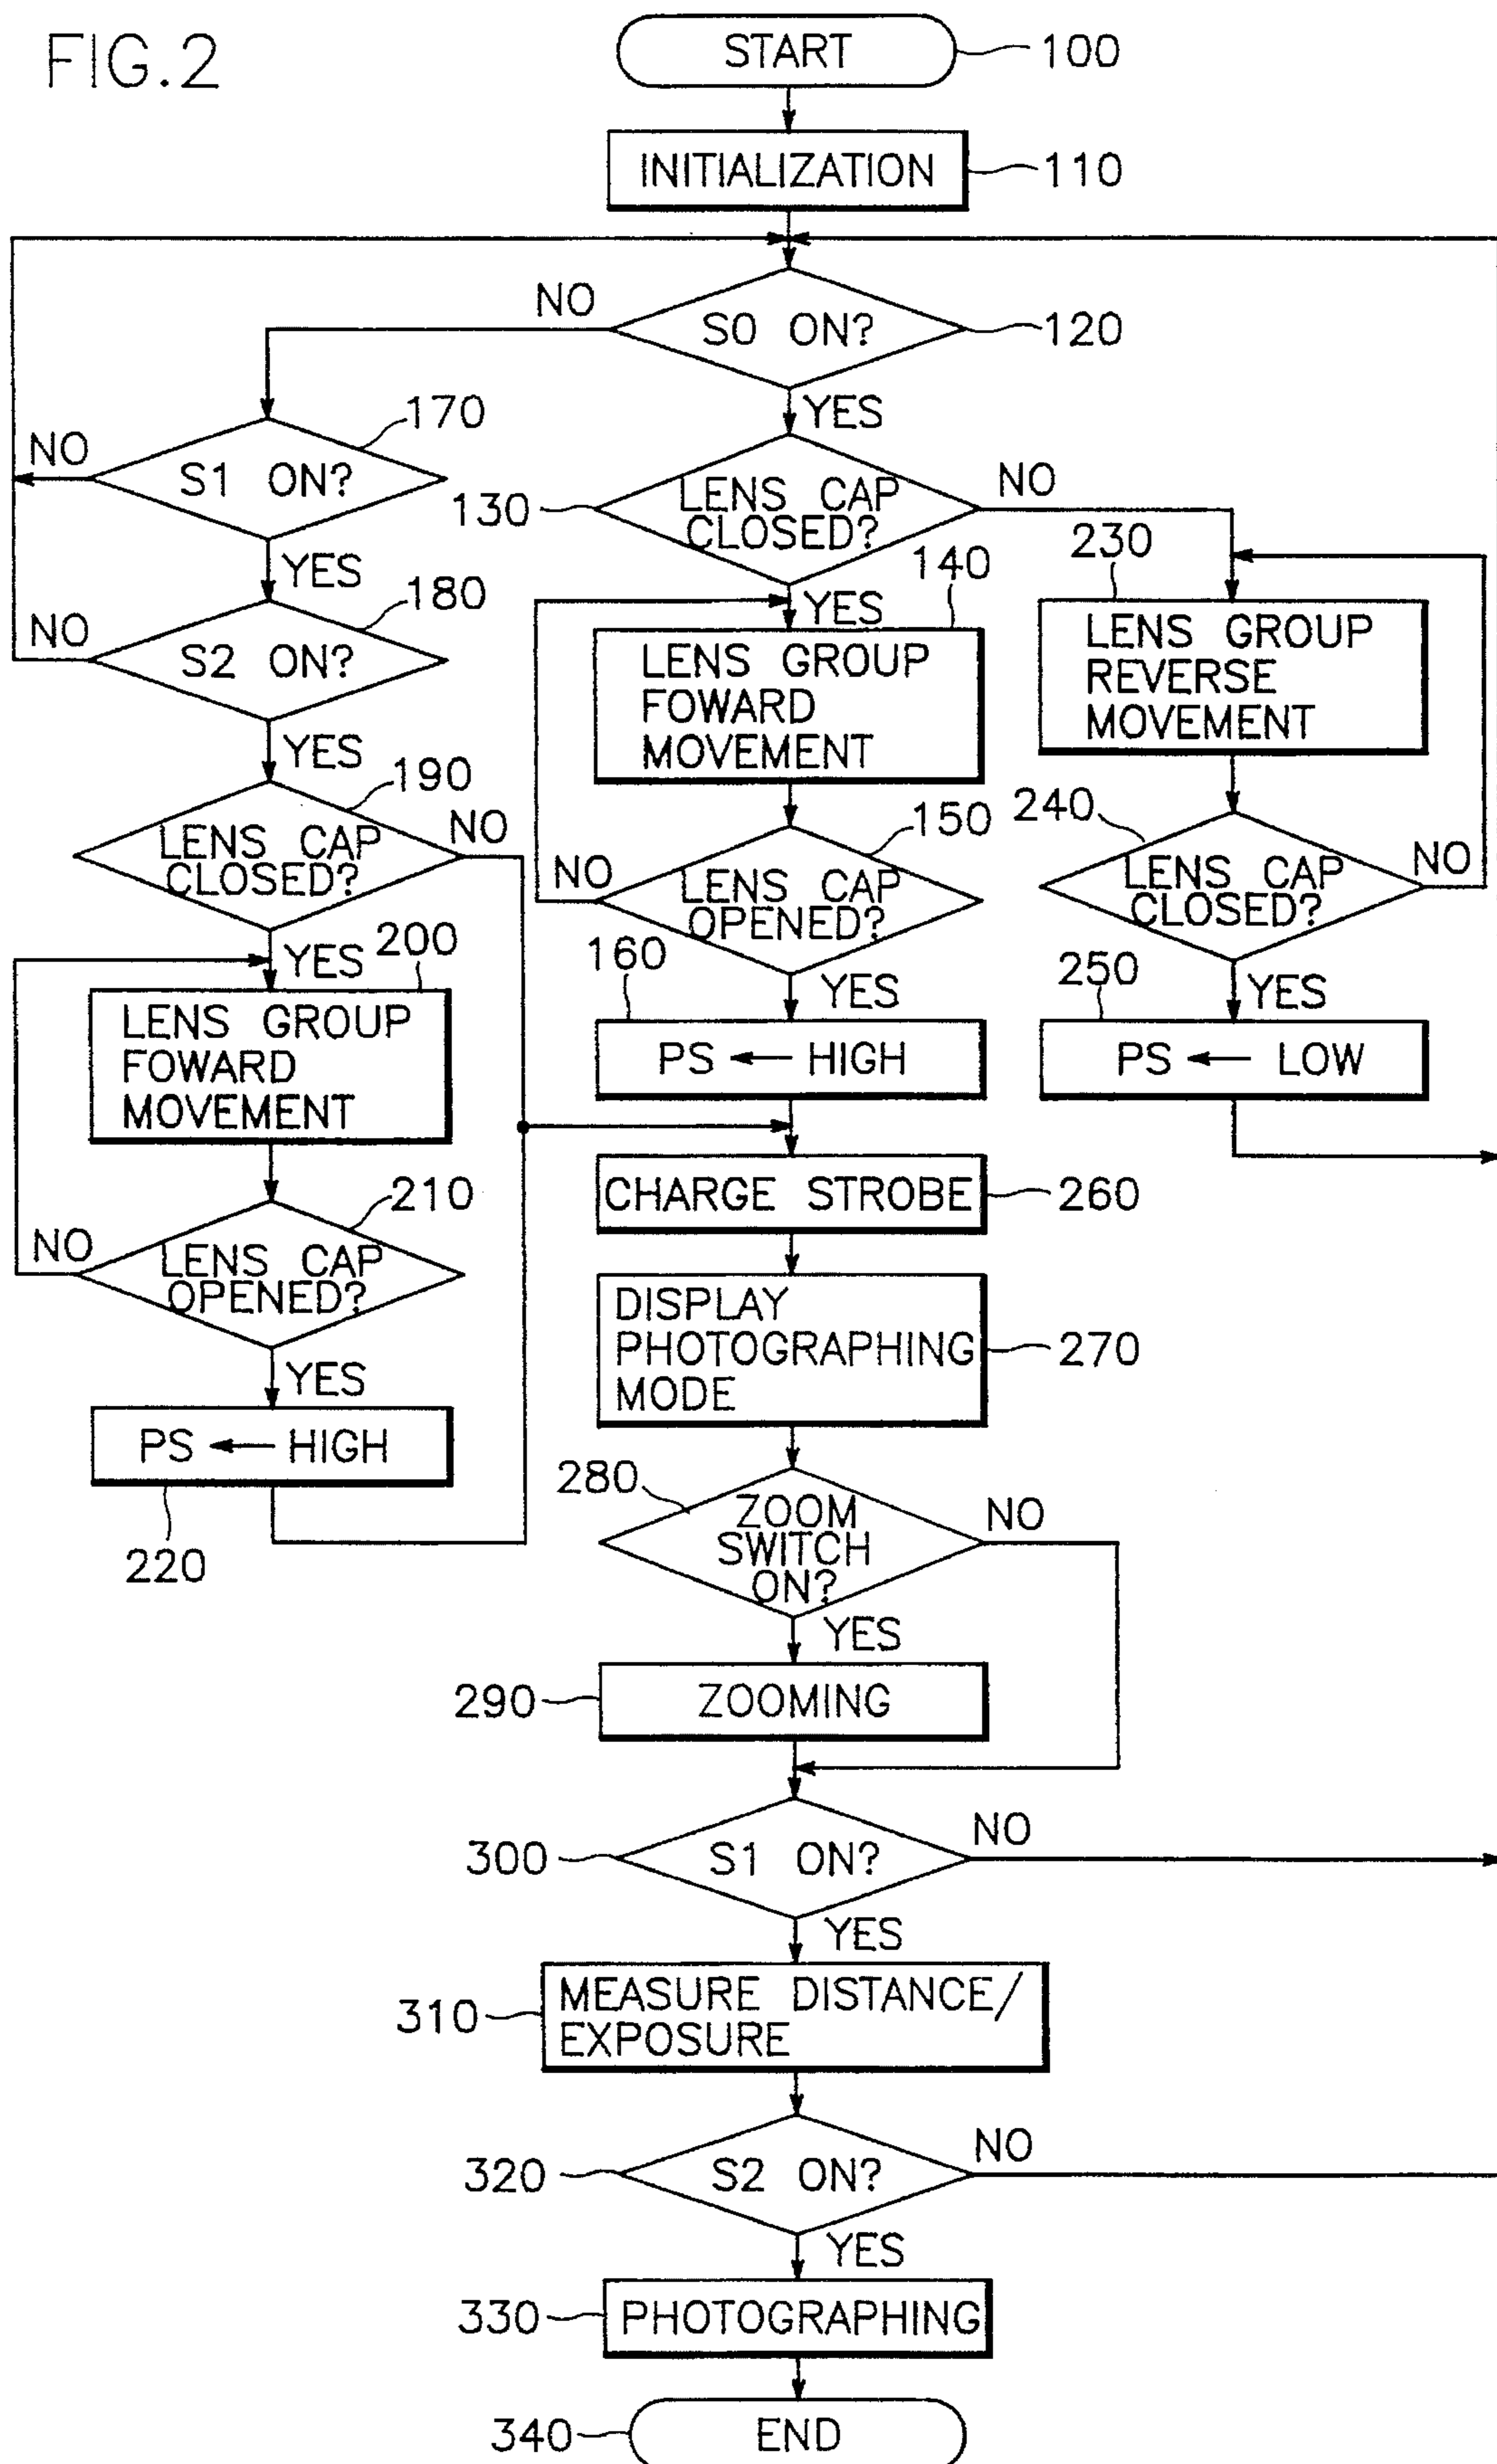 FIG.2
START
100
INITIALIZATION
110
NO
S0 ON?
120
YES
170
NO
S1 ON?
YES
180
NO
S2 ON?
YES
190
LENS CAP
CLOSED?
NO
YES
200
LENS GROUP
FOWARD
MOVEMENT
210
NO
LENS CAP
OPENED?
YES
PS ← HIGH
220
130
LENS CAP
CLOSED?
NO
YES
140
LENS GROUP
FOWARD
MOVEMENT
150
NO
LENS CAP
OPENED?
160
YES
PS ← HIGH
230
LENS GROUP
REVERSE
MOVEMENT
240
LENS CAP
CLOSED?
NO
250
YES
PS ← LOW
CHARGE STROBE
260
DISPLAY
PHOTOGRAPHING
MODE
270
280
ZOOM
SWITCH
ON?
NO
YES
290
ZOOMING
300
S1 ON?
NO
YES
310
MEASURE DISTANCE/
EXPOSURE
320
S2 ON?
NO
YES
330
PHOTOGRAPHING
340
END